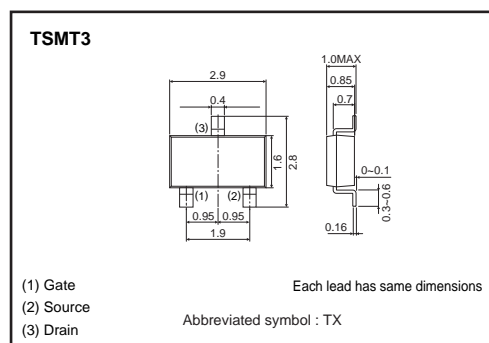 TSMT3
1.0MAX
2.9
0.85
0.4
0.7
(3)
1.6
2.8
0~0.1
(1)
(2)
0.3~0.6
0.95
0.95
0.16
1.9
(1) Gate
Each lead has same dimensions
(2) Source
Abbreviated symbol : TX
(3) Drain